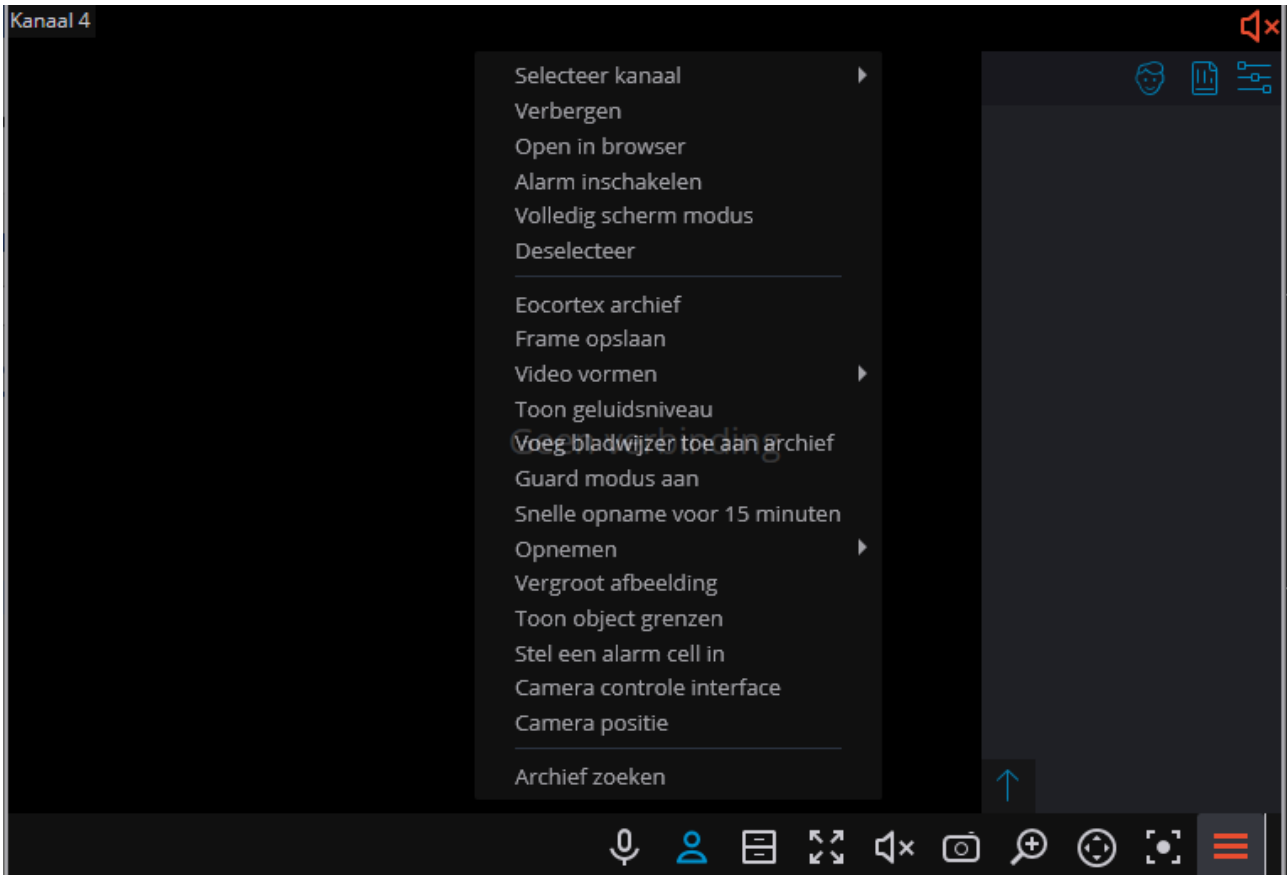 Kanaal 4
Selecteer kanaal
Verbergen
Open in browser
Alarm inschakelen
Volledig scherm modus
Deselecteer
Eocortex archief
Frame opslaan
Video vormen
Toon geluidsniveau
Geen verbinding
Voeg bladwijzer toe aan archief
Guard modus aan
Snelle opname voor 15 minuten
Opnemen
Vergroot afbeelding
Toon object grenzen
Stel een alarm cell in
Camera controle interface
Camera positie
Archief zoeken